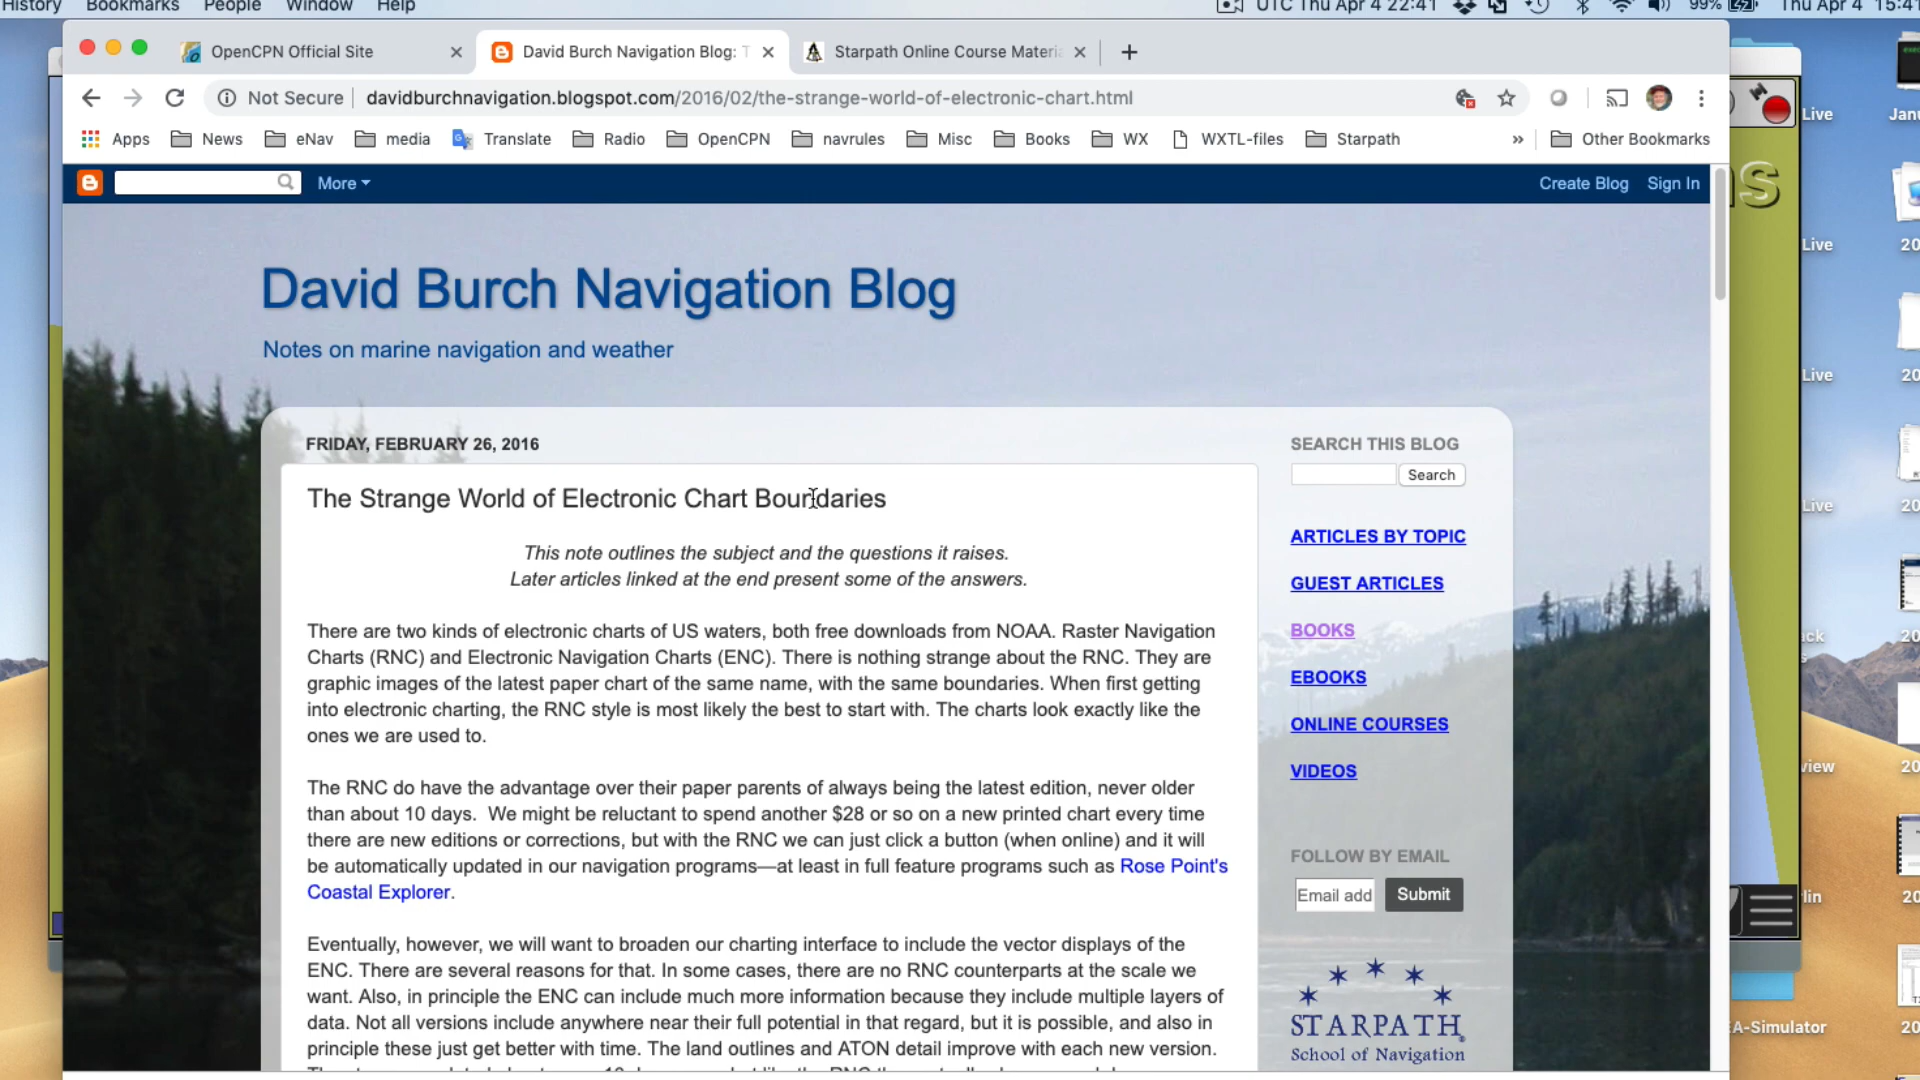 History Bookmarks People Window Help
UTC Thu Apr 4 22:41 99% Thu Apr 4 15:41
OpenCPN Official Site
David Burch Navigation Blog: T
Starpath Online Course Materi
Not Secure davidburchnavigation.blogspot.com/2016/02/the-strange-world-of-electronic-chart.html
Apps News eNav media Translate Radio OpenCPN navrules Misc Books WX WXTL-files Starpath » Other Bookmarks
More Create Blog Sign In
David Burch Navigation Blog
Notes on marine navigation and weather
FRIDAY, FEBRUARY 26, 2016
The Strange World of Electronic Chart Boundaries
This note outlines the subject and the questions it raises.
Later articles linked at the end present some of the answers.
There are two kinds of electronic charts of US waters, both free downloads from NOAA. Raster Navigation
Charts (RNC) and Electronic Navigation Charts (ENC). There is nothing strange about the RNC. They are
graphic images of the latest paper chart of the same name, with the same boundaries. When first getting
into electronic charting, the RNC style is most likely the best to start with. The charts look exactly like the
ones we are used to.
The RNC do have the advantage over their paper parents of always being the latest edition, never older
than about 10 days. We might be reluctant to spend another $28 or so on a new printed chart every time
there are new editions or corrections, but with the RNC we can just click a button (when online) and it will
be automatically updated in our navigation programs—at least in full feature programs such as Rose Point's
Coastal Explorer.
Eventually, however, we will want to broaden our charting interface to include the vector displays of the
ENC. There are several reasons for that. In some cases, there are no RNC counterparts at the scale we
want. Also, in principle the ENC can include much more information because they include multiple layers of
data. Not all versions include anywhere near their full potential in that regard, but it is possible, and also in
principle these just get better with time. The land outlines and ATON detail improve with each new version.
SEARCH THIS BLOG
Search
ARTICLES BY TOPIC
GUEST ARTICLES
BOOKS
EBOOKS
ONLINE COURSES
VIDEOS
FOLLOW BY EMAIL
Email add Submit
STARPATH
School of Navigation
Live
Live
Live
Live
A-Simulator